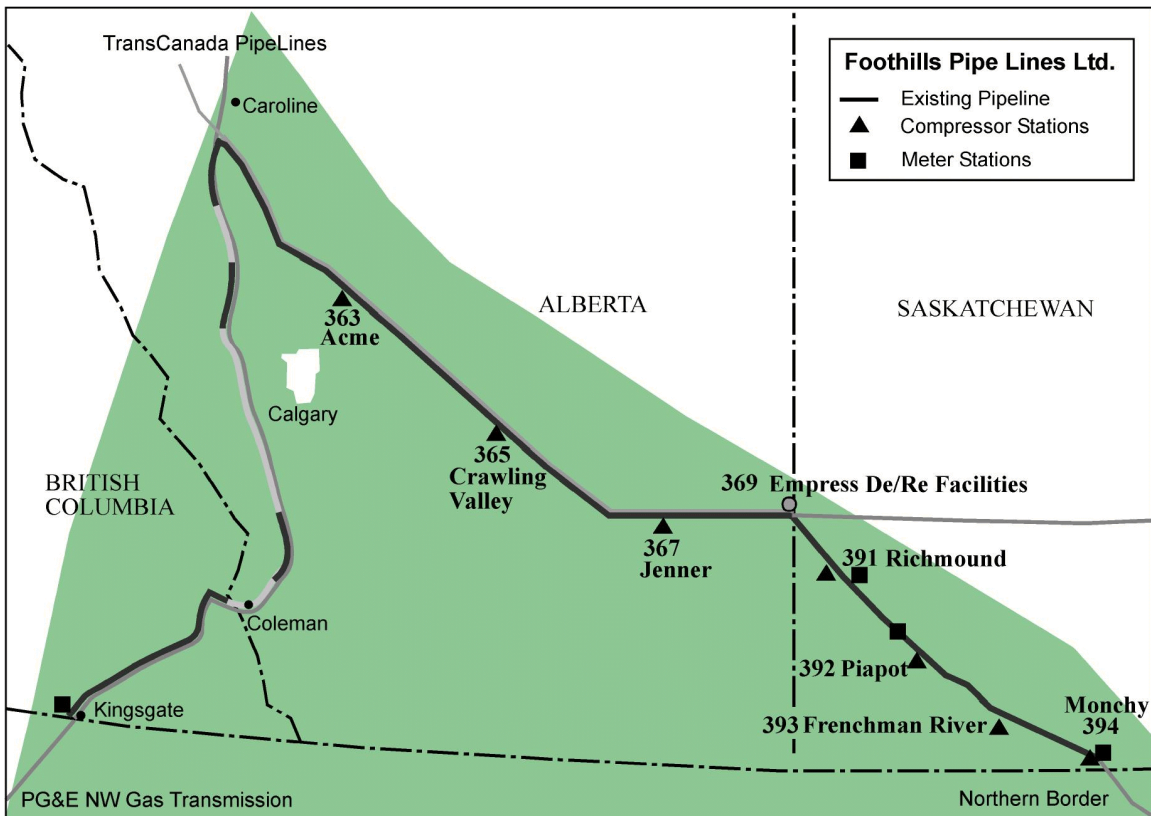 TransCanada PipeLines
Caroline
Foothills Pipe Lines Ltd.
Existing Pipeline
Compressor Stations
Meter Stations
ALBERTA
SASKATCHEWAN
363
Acme
Calgary
365
Crawling
Valley
BRITISH
COLUMBIA
369 Empress De/Re Facilities
367
Jenner
391 Richmound
Coleman
392 Piapot
Kingsgate
393 Frenchman River
Monchy
394
PG&E NW Gas Transmission
Northern Border